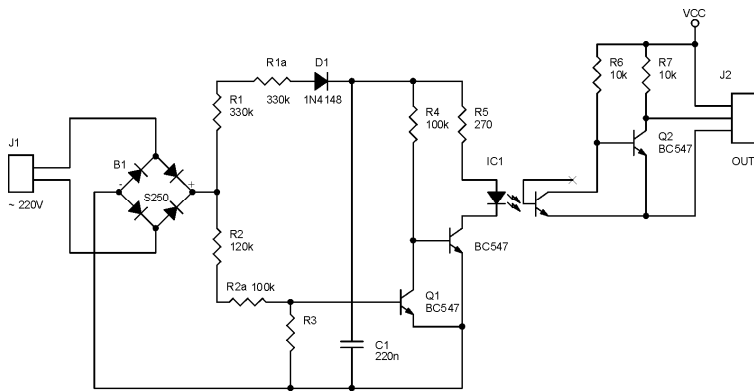 VCC
R1a
D1
R6
10k
R7
10k
J2
330k
1N4148
R1
330k
R4
100k
R5
270
J1
B1
Q2
BC547
IC1
OUT
-
+
S250
~ 220V
R2
120k
BC547
R2a 100k
Q1
BC547
R3
C1
220n